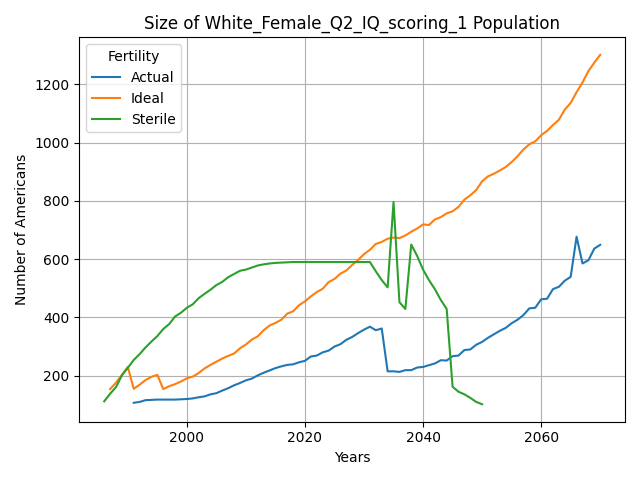 Size of White_Female_Q2_IQ_scoring_1 Population
Fertility
Actual
Ideal
Sterile
Number of Americans
1200
1000
800
600
400
200
2000
2020
2040
2060
Years